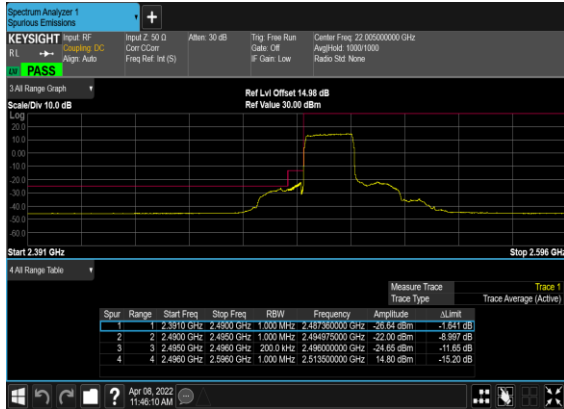 Spectrum Analyzer 1
Spurious Emissions
+
KEYSIGHT
RL
LW
PASS
Input: RF
Coupling: DC
Align: Auto
Input Z: 50 Ω
Corr CCorr
Freq Ref: Int (S)
Atten: 30 dB
Trig: Free Run
Gate: Off
IF Gain: Low
Center Freq: 22.005000000 GHz
Avg|Hold: 1000/1000
Radio Std: None
3 All Range Graph
Scale/Div 10.0 dB
Ref Lvl Offset 14.98 dB
Ref Value 30.00 dBm
Log
20.0
10.0
0.00
-10.0
-20.0
-30.0
-40.0
-50.0
-60.0
Start 2.391 GHz
Stop 2.596 GHz
4 All Range Table
Measure Trace Trace 1
Trace Type Trace Average (Active)
Spur Range Start Freq Stop Freq RBW Frequency Amplitude ΔLimit
1 1 2.3910 GHz 2.4900 GHz 1.000 MHz 2.487360000 GHz -26.64 dBm -1.641 dB
2 2 2.4900 GHz 2.4950 GHz 1.000 MHz 2.494975000 GHz -22.00 dBm -8.997 dB
3 3 2.4950 GHz 2.4960 GHz 200.0 kHz 2.496000000 GHz -24.65 dBm -11.65 dB
4 4 2.4960 GHz 2.5960 GHz 1.000 MHz 2.513500000 GHz 14.80 dBm -15.20 dB
?
Apr 08, 2022
11:46:10 AM